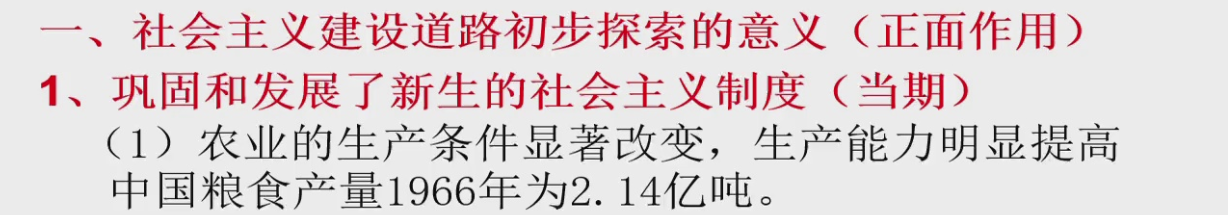 一、社会主义建设道路初步探索的意义（正面作用）
1、巩固和发展了新生的社会主义制度（当期）
（1）农业的生产条件显著改变，生产能力明显提高
中国粮食产量1966年为2.14亿吨。